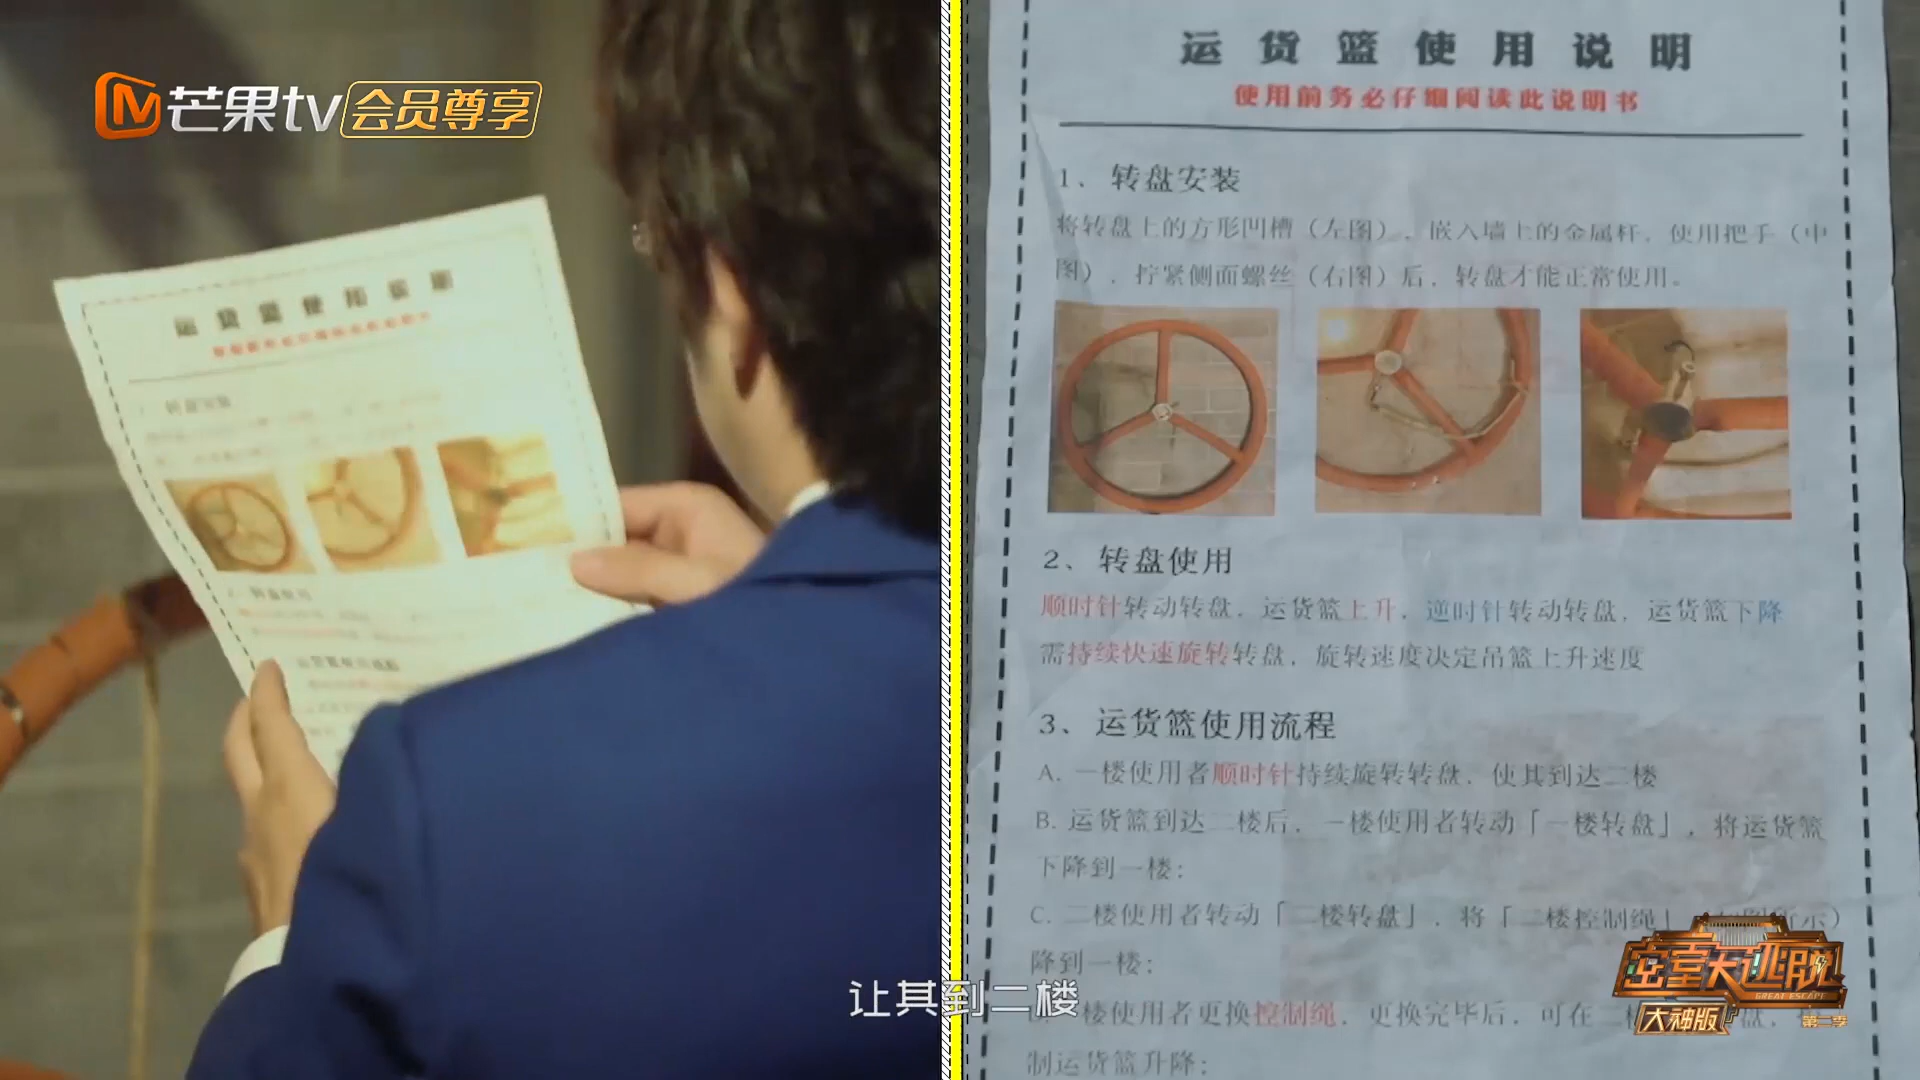 芒果tv会员尊享
运货篮使用说明
使用前务必仔细阅读此说明书
1、转盘安装
将转盘上的方形凹槽（左图），嵌入墙上的金属杆，使用把手（中
图），拧紧侧面螺丝（右图）后，转盘才能正常使用。
2、转盘使用
顺时针转动转盘，运货篮上升，逆时针转动转盘，运货篮下降
需持续快速旋转转盘，旋转速度决定吊篮上升速度
3、运货篮使用流程
A. 一楼使用者顺时针持续旋转转盘，使其到达二楼
B. 运货篮到达二楼后，一楼使用者转动「一楼转盘」，将运货篮
下降到一楼；
C. 二楼使用者转动「二楼转盘」，将「二楼控制绳」
降到一楼；
楼使用者更换控制绳，更换完毕后，可在
制运货篮升降；
让其到二楼
密室大逃脱
GREAT ESCAPE
大神版
第二季